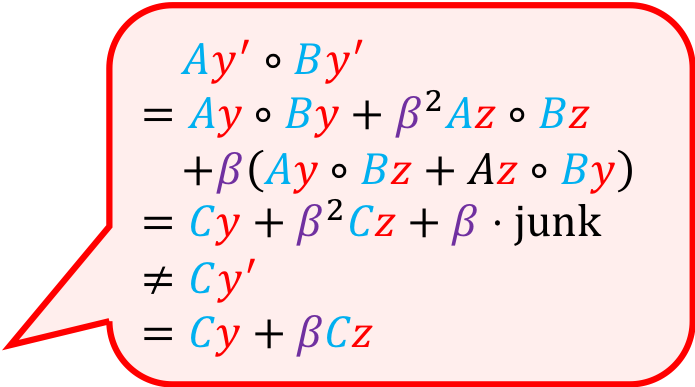 Ay′ ∘ By′
= Ay ∘ By + β²Az ∘ Bz
+β(Ay ∘ Bz + Az ∘ By)
= Cy + β²Cz + β · junk
≠ Cy′
= Cy + βCz